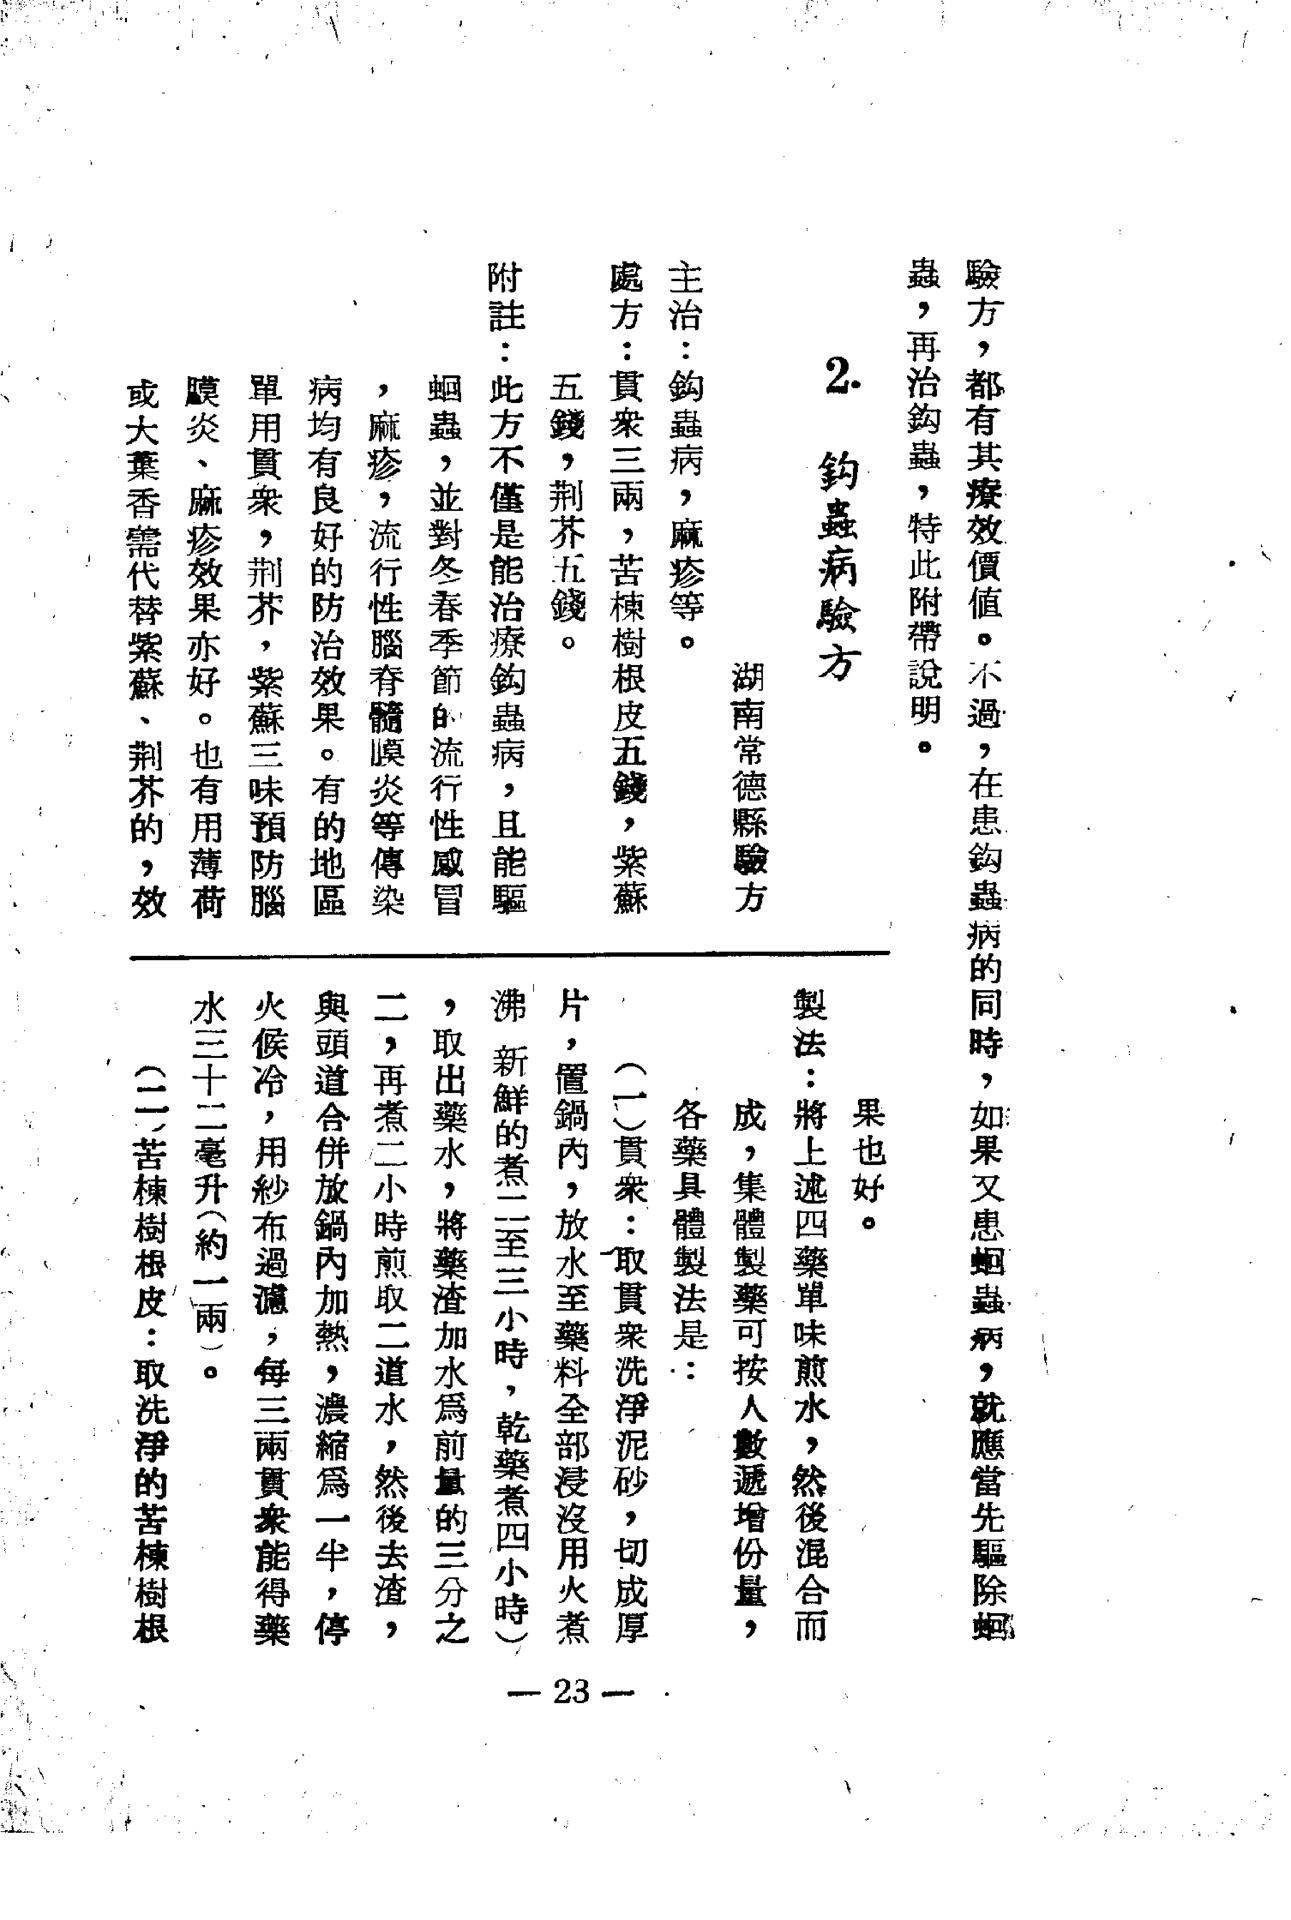 驗方，都有其療效價值。不過，在患鈎蟲病的同時，如果又患蛔蟲病，就應當先驅除蛔
蟲，再治鈎蟲，特此附帶說明。
2. 鈎蟲病驗方
湖南常德縣驗方
主治：鈎蟲病，麻疹等。
處方：貫衆三兩，苦楝樹根皮五錢，紫蘇
五錢，荆芥五錢。
附註：此方不僅是能治療鈎蟲病，且能驅
蛔蟲，並對冬春季節的流行性感冒
，麻疹，流行性腦脊髓膜炎等傳染
病均有良好的防治效果。有的地區
單用貫衆，荆芥，紫蘇三味預防腦
膜炎、麻疹效果亦好。也有用薄荷
或大葉香薷代替紫蘇、荆芥的，效
果也好。
製法：將上述四藥單味煎水，然後混合而
成，集體製藥可按人數遞增份量，
各藥具體製法是：
（一）貫衆：取貫衆洗淨泥砂，切成厚
片，置鍋內，放水至藥料全部浸沒用火煮
沸 新鮮的煮二至三小時，乾藥煮四小時）
，取出藥水，將藥渣加水爲前量的三分之
二，再煮二小時煎取二道水，然後去渣，
與頭道合併放鍋內加熱，濃縮爲一半，停
火候冷，用紗布過濾，每三兩貫衆能得藥
水三十二毫升（約一兩）。
（二）苦楝樹根皮：取洗淨的苦楝樹根
— 23 —